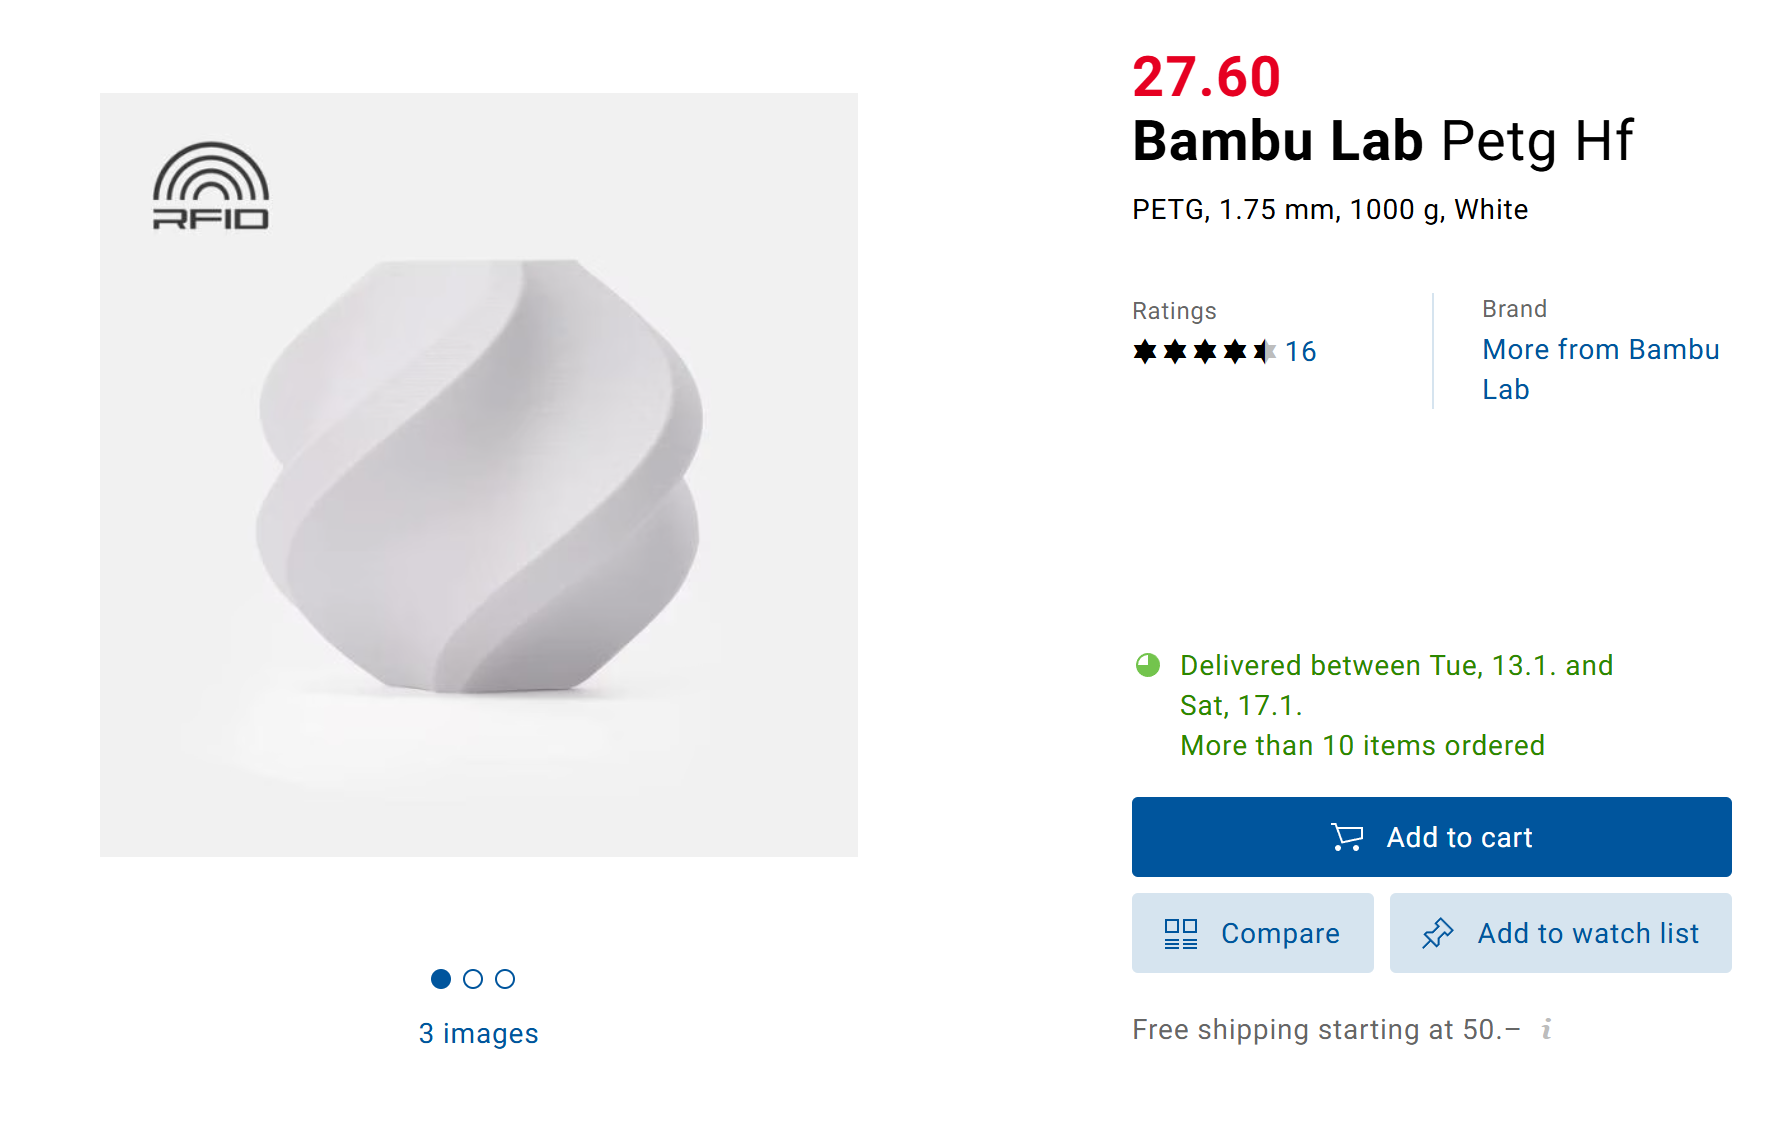 RFID
27.60
Bambu Lab Petg Hf
PETG, 1.75 mm, 1000 g, White
Ratings
16
Brand
More from Bambu
Lab
Delivered between Tue, 13.1. and
Sat, 17.1.
More than 10 items ordered
Add to cart
Compare
Add to watch list
Free shipping starting at 50.–
3 images